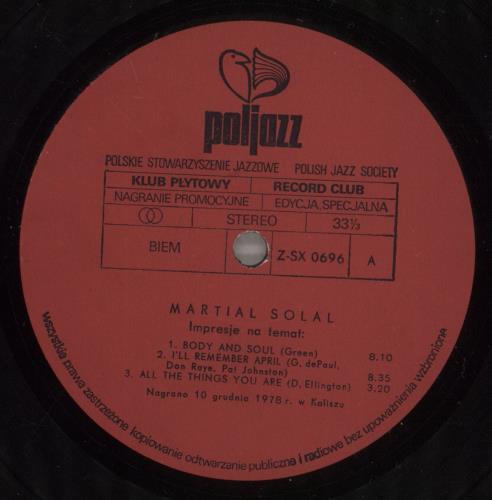 poljazz
POLSKIE STOWARZYSZENIE JAZZOWE POLISH JAZZ SOCIETY
KLUB PŁYTOWY RECORD CLUB
NAGRANIE PROMOCYJNE EDYCJA SPECJALNA
STEREO 33⅓
BIEM Z-SX 0696 A
MARTIAL SOLAL
Impresje na temat:
1. BODY AND SOUL (Green) 8.10
2. I'LL REMEMBER APRIL (G. dePaul,
Don Raye, Pat Johnston) 8.35
3. ALL THE THINGS YOU ARE (D. Ellington) 3.20
Nagrano 10 grudnia 1978 r. w Kaliszu
wszystkie prawa zastrzeżone kopiowanie odtwarzanie publiczne i radiowe bez upoważnienia wzbronione